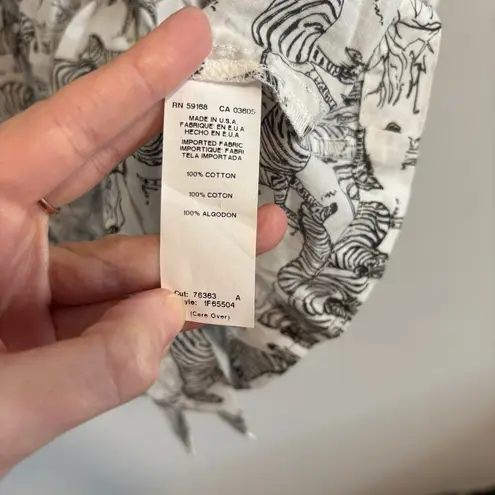 RN 59168 CA 03605
MADE IN U.S.A
FABRIQUE EN E.U.A
HECHO EN E.U.A
IMPORTED FABRIC
IMPORTIQUE: FABRI
TELA IMPORTADA
100% COTTON
100% COTON
100% ALGODON
Cut: 76363 A
yle: 1F65504
(Care Over)